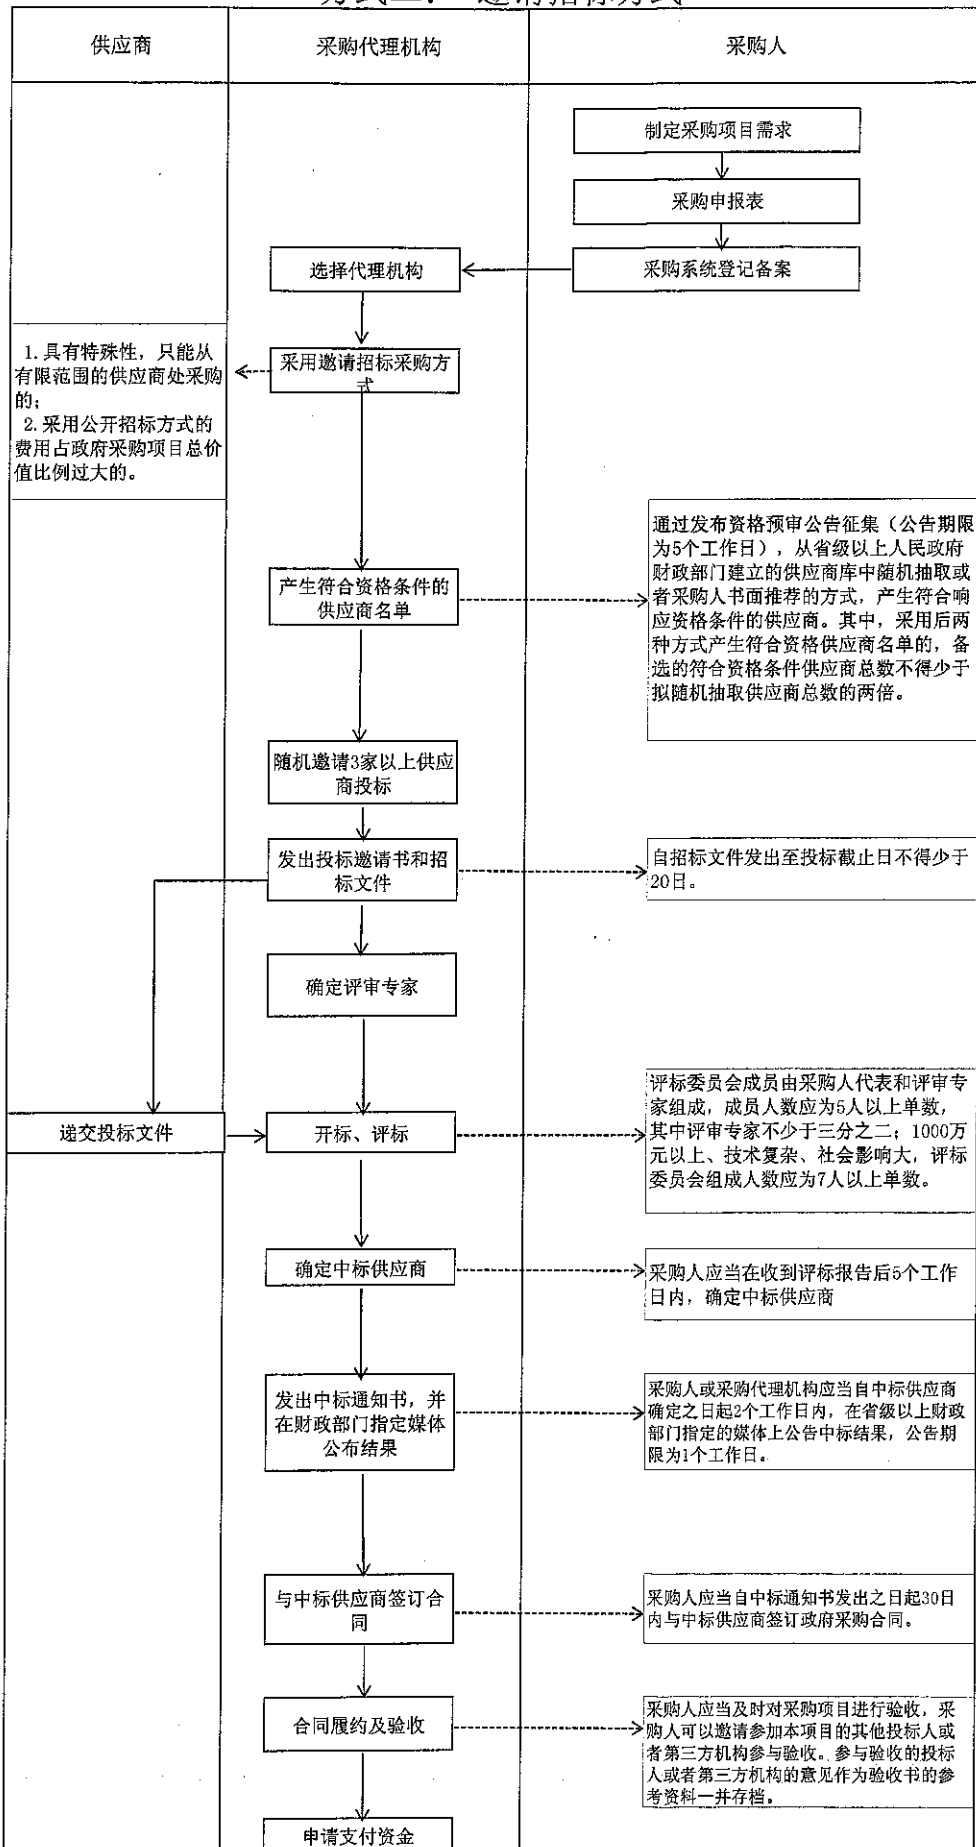 供应商
采购代理机构
采购人
制定采购项目需求
采购申报表
采购系统登记备案
选择代理机构
采用邀请招标采购方
式
1.具有特殊性，只能从
有限范围的供应商处采购
的；
2.采用公开招标方式的
费用占政府采购项目总价
值比例过大的。
产生符合资格条件的
供应商名单
通过发布资格预审公告征集（公告期限
为5个工作日），从省级以上人民政府
财政部门建立的供应商库中随机抽取或
者采购人书面推荐的方式，产生符合响
应资格条件的供应商。其中，采用后两
种方式产生符合资格供应商名单的，备
选的符合资格条件供应商总数不得少于
拟随机抽取供应商总数的两倍。
随机邀请3家以上供应
商投标
发出投标邀请书和招
标文件
自招标文件发出至投标截止日不得少于
20日。
确定评审专家
递交投标文件
开标、评标
评标委员会成员由采购人代表和评审专
家组成，成员人数应为5人以上单数，
其中评审专家不少于三分之二；1000万
元以上、技术复杂、社会影响大，评标
委员会组成人数应为7人以上单数。
确定中标供应商
采购人应当在收到评标报告后5个工作
日内，确定中标供应商
发出中标通知书，并
在财政部门指定媒体
公布结果
采购人或采购代理机构应当自中标供应商
确定之日起2个工作日内，在省级以上财政
部门指定的媒体上公告中标结果，公告期
限为1个工作日。
与中标供应商签订合
同
采购人应当自中标通知书发出之日起30日
内与中标供应商签订政府采购合同。
合同履约及验收
采购人应当及时对采购项目进行验收，采
购人可以邀请参加本项目的其他投标人或
者第三方机构参与验收。参与验收的投标
人或者第三方机构的意见作为验收书的参
考资料一并存档。
申请支付资金